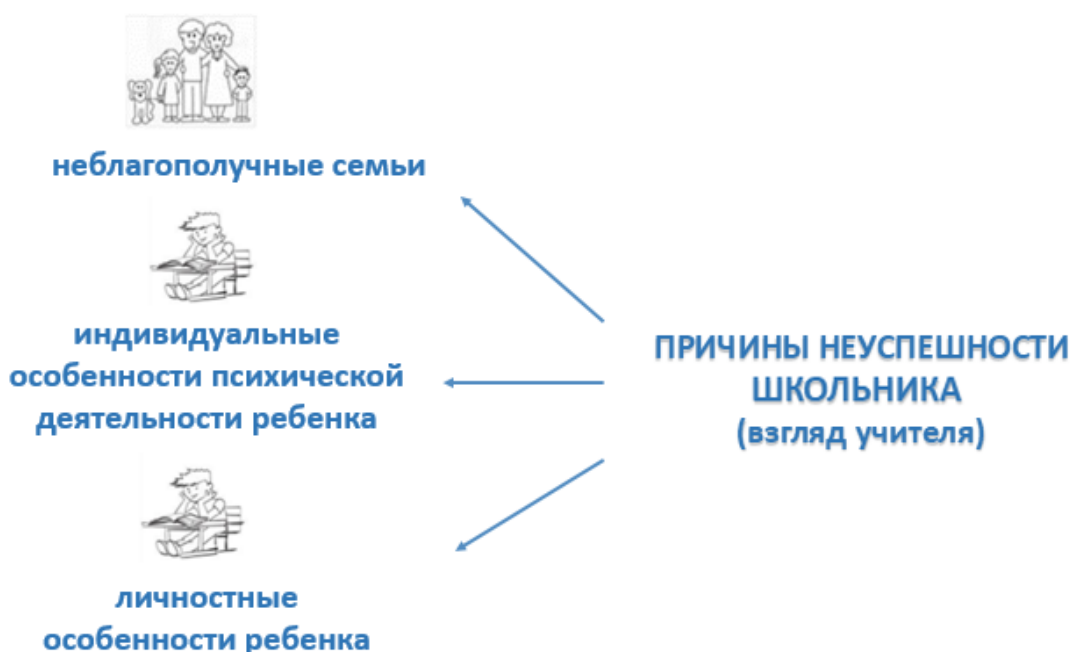 неблагополучные семьи
индивидуальные
особенности психической
деятельности ребенка
личностные
особенности ребенка
ПРИЧИНЫ НЕУСПЕШНОСТИ
ШКОЛЬНИКА
(взгляд учителя)